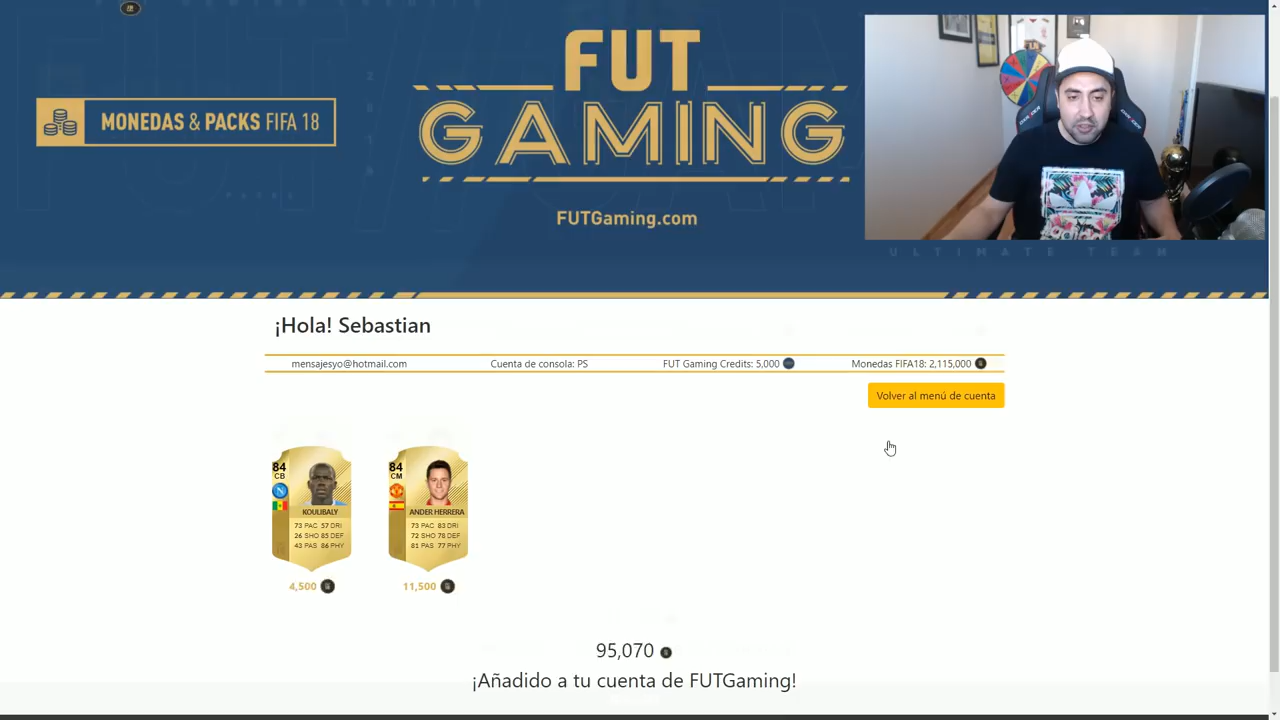 FUT
GAMING
MONEDAS & PACKS FIFA 18
FUTGaming.com
ULTIMATE TEAM
¡Hola! Sebastian
mensajesyo@hotmail.com
Cuenta de consola: PS
FUT Gaming Credits: 5,000
Monedas FIFA18: 2,115,000
Volver al menú de cuenta
84
CB
KOULIBALY
73 PAC 57 DRI
26 SHO 85 DEF
43 PAS 86 PHY
4,500
84
CM
ANDER HERRERA
73 PAC 83 DRI
72 SHO 78 DEF
81 PAS 77 PHY
11,500
95,070
¡Añadido a tu cuenta de FUTGaming!